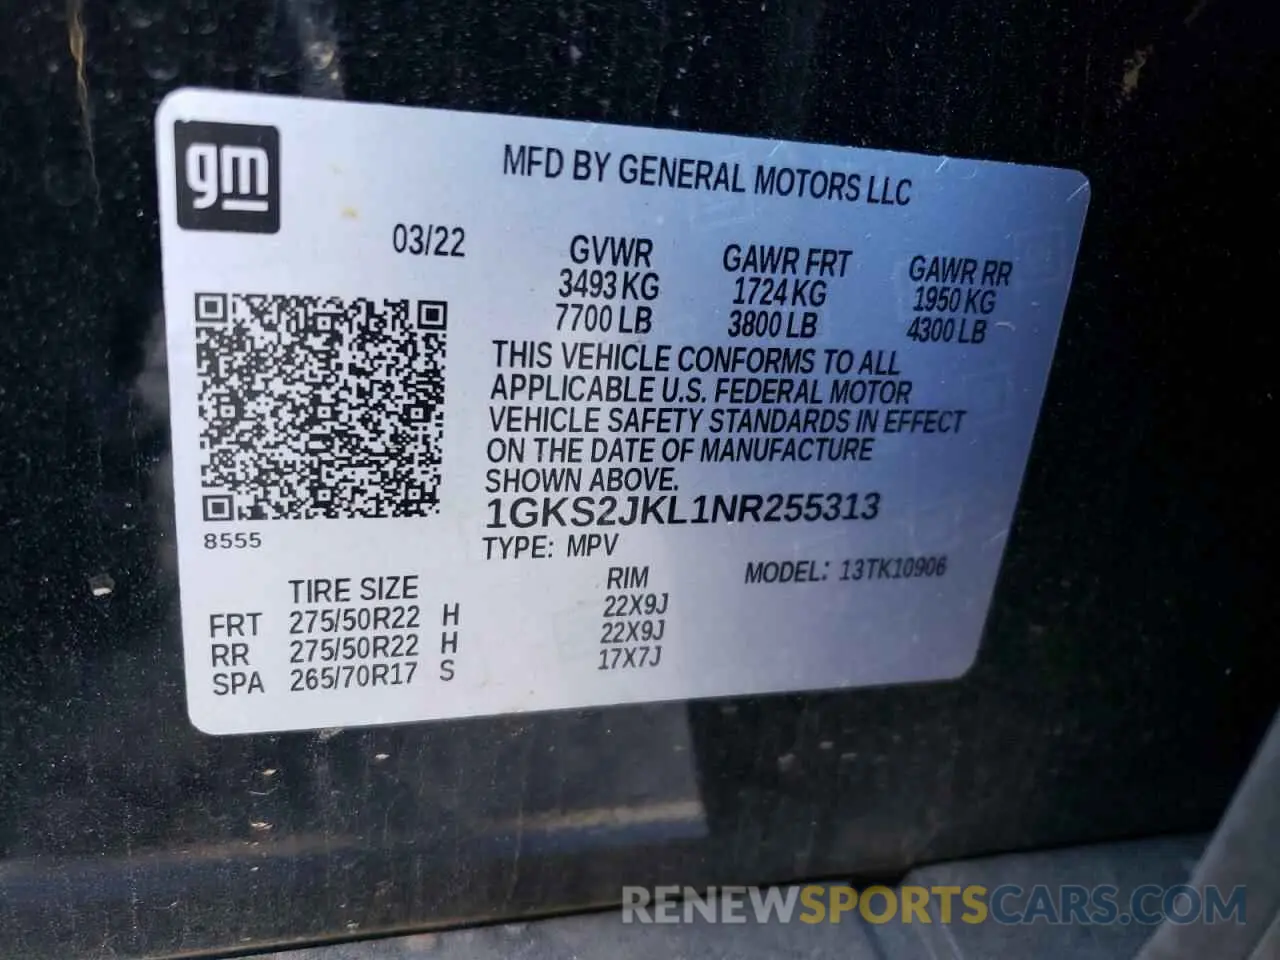 gm
MFD BY GENERAL MOTORS LLC
03/22
GVWR GAWR FRT GAWR RR
3493 KG 1724 KG 1950 KG
7700 LB 3800 LB 4300 LB
THIS VEHICLE CONFORMS TO ALL
APPLICABLE U.S. FEDERAL MOTOR
VEHICLE SAFETY STANDARDS IN EFFECT
ON THE DATE OF MANUFACTURE
SHOWN ABOVE.
1GKS2JKL1NR255313
8555
TYPE: MPV
MODEL: 13TK10906
TIRE SIZE RIM
FRT 275/50R22 H 22X9J
RR 275/50R22 H 22X9J
SPA 265/70R17 S 17X7J
RENEWSPORTSCARS.COM